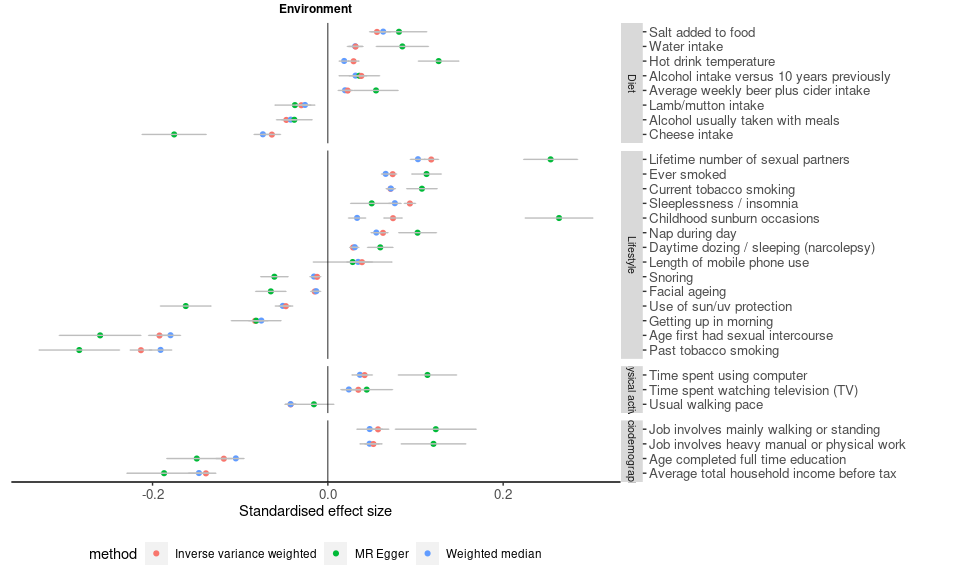 Environment
Salt added to food
Water intake
Hot drink temperature
Alcohol intake versus 10 years previously
Average weekly beer plus cider intake
Lamb/mutton intake
Alcohol usually taken with meals
Cheese intake
Diet
Lifetime number of sexual partners
Ever smoked
Current tobacco smoking
Sleeplessness / insomnia
Childhood sunburn occasions
Nap during day
Daytime dozing / sleeping (narcolepsy)
Length of mobile phone use
Snoring
Facial ageing
Use of sun/uv protection
Getting up in morning
Age first had sexual intercourse
Past tobacco smoking
Lifestyle
Time spent using computer
Time spent watching television (TV)
Usual walking pace
ysical activ
Job involves mainly walking or standing
Job involves heavy manual or physical work
Age completed full time education
Average total household income before tax
ciodemograp
-0.2 0.0 0.2
Standardised effect size
method Inverse variance weighted MR Egger Weighted median